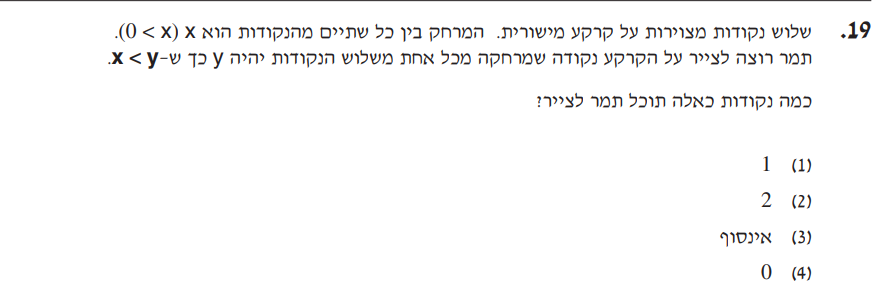 19. שלוש נקודות מצוירות על קרקע מישורית. המרחק בין כל שתיים מהנקודות הוא x (0 < x).
תמר רוצה לצייר על הקרקע נקודה שמרחקה מכל אחת משלוש הנקודות יהיה y כך ש-x < y.
כמה נקודות כאלה תוכל תמר לצייר?
(1) 1
(2) 2
(3) אינסוף
(4) 0